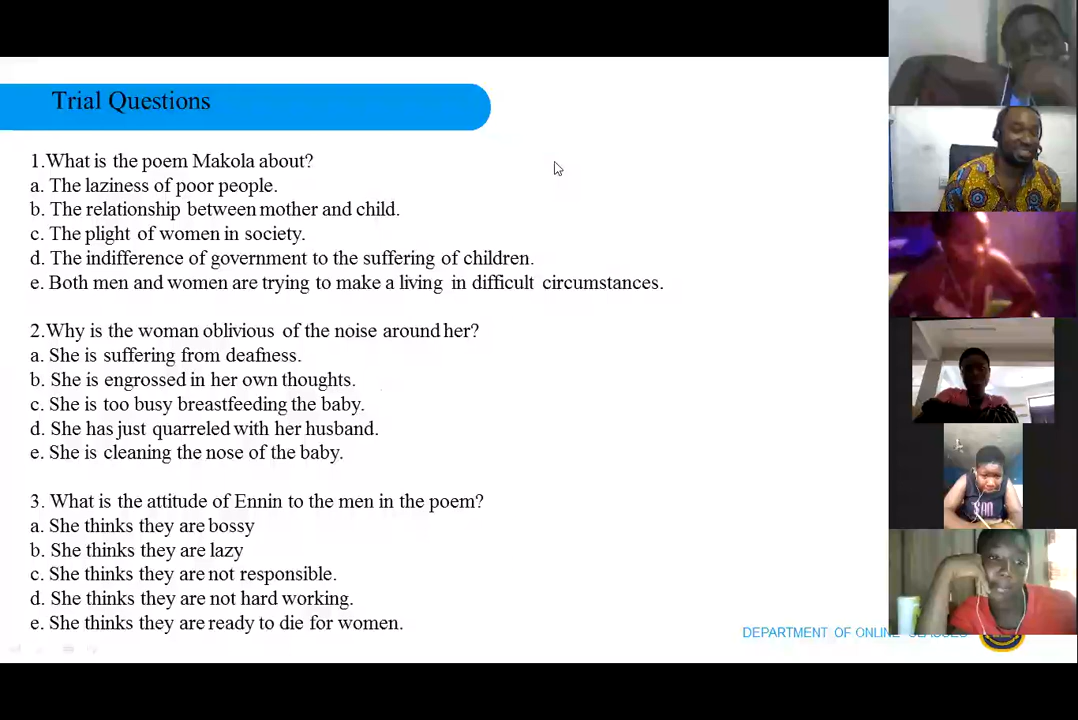 Trial Questions
1.What is the poem Makola about?
a. The laziness of poor people.
b. The relationship between mother and child.
c. The plight of women in society.
d. The indifference of government to the suffering of children.
e. Both men and women are trying to make a living in difficult circumstances.
2.Why is the woman oblivious of the noise around her?
a. She is suffering from deafness.
b. She is engrossed in her own thoughts.
c. She is too busy breastfeeding the baby.
d. She has just quarreled with her husband.
e. She is cleaning the nose of the baby.
3. What is the attitude of Ennin to the men in the poem?
a. She thinks they are bossy
b. She thinks they are lazy
c. She thinks they are not responsible.
d. She thinks they are not hard working.
e. She thinks they are ready to die for women.
DEPARTMENT OF ONLINE CLASSES